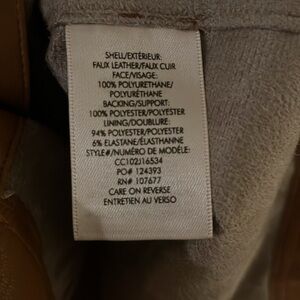 SHELL/EXTÉRIEUR:
FAUX LEATHER/FAUX CUIR
FACE/VISAGE:
100% POLYURETHANE/
POLYURÉTHANE
BACKING/SUPPORT:
100% POLYESTER/POLYESTER
LINING/DOUBLURE:
94% POLYESTER/POLYESTER
6% ELASTANE/ÉLASTHANNE
STYLE#/NUMÉRO DE MODÈLE:
CC102J16534
PO# 124393
RN# 107677
CARE ON REVERSE
ENTRETIEN AU VERSO